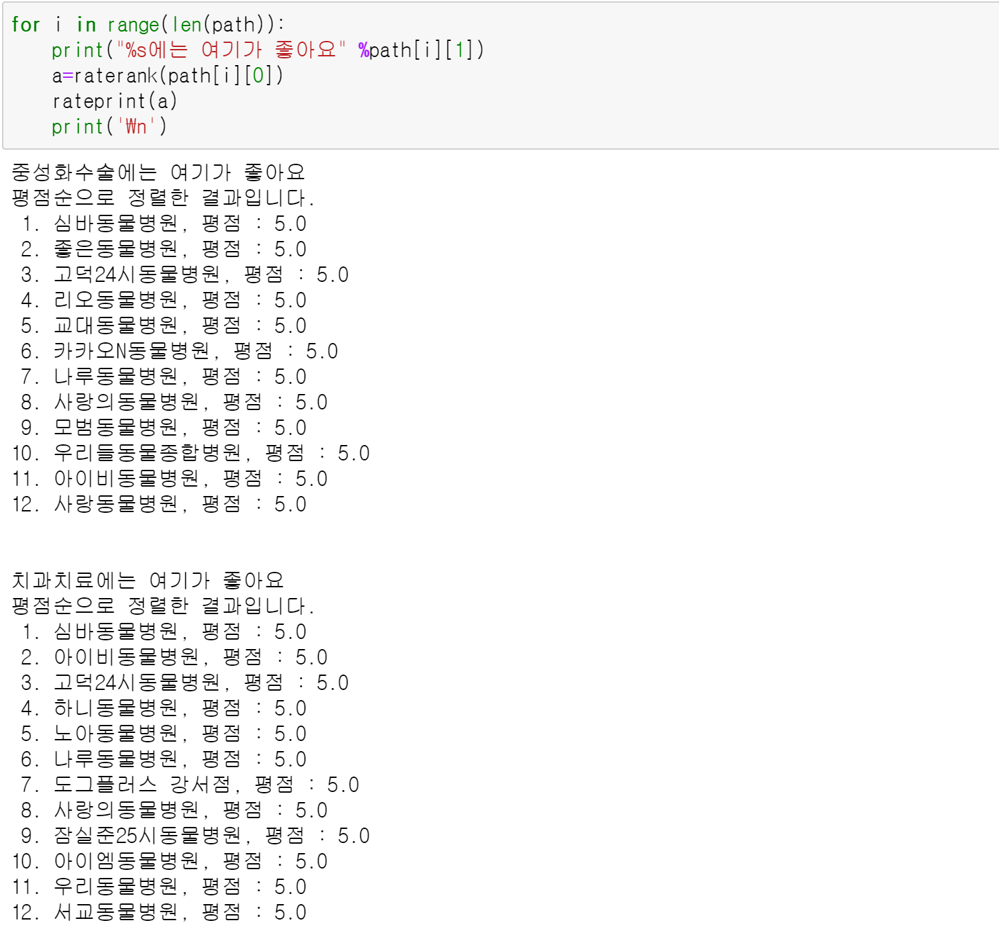 for i in range(len(path)):
    print("%s에는 여기가 좋아요" %path[i][1])
    a=raterank(path[i][0])
    rateprint(a)
    print('₩n')
중성화수술에는 여기가 좋아요
평점순으로 정렬한 결과입니다.
 1. 심바동물병원, 평점 : 5.0
 2. 좋은동물병원, 평점 : 5.0
 3. 고덕24시동물병원, 평점 : 5.0
 4. 리오동물병원, 평점 : 5.0
 5. 교대동물병원, 평점 : 5.0
 6. 카카오N동물병원, 평점 : 5.0
 7. 나루동물병원, 평점 : 5.0
 8. 사랑의동물병원, 평점 : 5.0
 9. 모범동물병원, 평점 : 5.0
10. 우리들동물종합병원, 평점 : 5.0
11. 아이비동물병원, 평점 : 5.0
12. 사랑동물병원, 평점 : 5.0
치과치료에는 여기가 좋아요
평점순으로 정렬한 결과입니다.
 1. 심바동물병원, 평점 : 5.0
 2. 아이비동물병원, 평점 : 5.0
 3. 고덕24시동물병원, 평점 : 5.0
 4. 하니동물병원, 평점 : 5.0
 5. 노아동물병원, 평점 : 5.0
 6. 나루동물병원, 평점 : 5.0
 7. 도그플러스 강서점, 평점 : 5.0
 8. 사랑의동물병원, 평점 : 5.0
 9. 잠실준25시동물병원, 평점 : 5.0
10. 아이엠동물병원, 평점 : 5.0
11. 우리동물병원, 평점 : 5.0
12. 서교동물병원, 평점 : 5.0